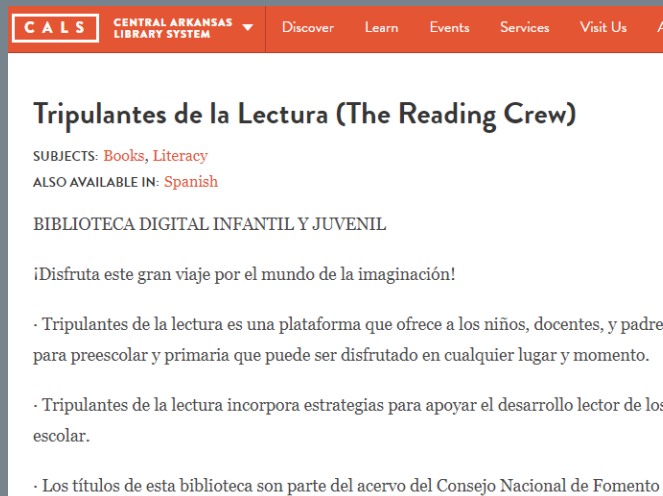 CALS CENTRAL ARKANSAS LIBRARY SYSTEM Discover Learn Events Services Visit Us
Tripulantes de la Lectura (The Reading Crew)
SUBJECTS: Books, Literacy
ALSO AVAILABLE IN: Spanish
BIBLIOTECA DIGITAL INFANTIL Y JUVENIL
¡Disfruta este gran viaje por el mundo de la imaginación!
· Tripulantes de la lectura es una plataforma que ofrece a los niños, docentes, y padre
para preescolar y primaria que puede ser disfrutado en cualquier lugar y momento.
· Tripulantes de la lectura incorpora estrategias para apoyar el desarrollo lector de los
escolar.
· Los títulos de esta biblioteca son parte del acervo del Consejo Nacional de Fomento